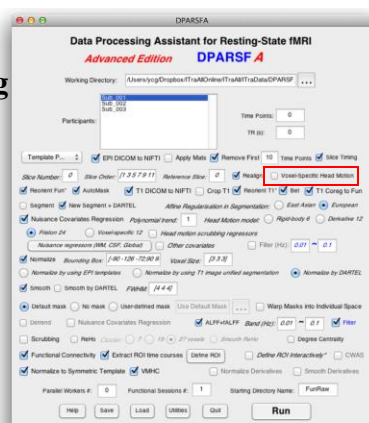 DPARSFA
Data Processing Assistant for Resting-State fMRI
Advanced Edition DPARSF A
g
Working Directory: /Users/ycg/Dropbox/ITraAllOnline/ITraAll/ITraData/DPARSF ...
Sub_001
Sub_002
Sub_003
Participants:
Time Points: 0
TR (s): 0
Template P... EPI DICOM to NIFTI Apply Mats Remove First 10 Time Points Slice Timing
Slice Number: 0 Slice Order: [1 3 5 7 9 11 Reference Slice: 0 Realign Voxel-Specific Head Motion
Reorient Fun* AutoMask T1 DICOM to NIFTI Crop T1 Reorient T1* Bet T1 Coreg to Fun
Segment New Segment + DARTEL Affine Regularisation in Segmentation: East Asian European
Nuisance Covariates Regression Polynomial trend: 1 Head Motion model: Rigid-body 6 Derivative 12
Friston 24 Voxel-specific 12 Head motion scrubbing regressors
Nuisance regressors (WM, CSF, Global) Other covariates Filter (Hz): 0.01 ~ 0.1
Normalize Bounding Box: [-90 -126 -72;90 9 Voxel Size: [3 3 3]
Normalize by using EPI templates Normalize by using T1 image unified segmentation Normalize by DARTEL
Smooth Smooth by DARTEL FWHM: [4 4 4]
Default mask No mask User-defined mask Use Default Mask ... Warp Masks into Individual Space
Detrend Nuisance Covariates Regression ALFF+fALFF Band (Hz): 0.01 ~ 0.1 Filter
Scrubbing ReHo Cluster: 7 19 27 voxels Smooth ReHo Degree Centrality
Functional Connectivity Extract ROI time courses Define ROI Define ROI Interactively* CWAS
Normalize to Symmetric Template VMHC Normalize Derivatives Smooth Derivatives
Parallel Workers #: 0 Functional Sessions #: 1 Starting Directory Name: FunRaw
Help Save Load Utilities Quit Run